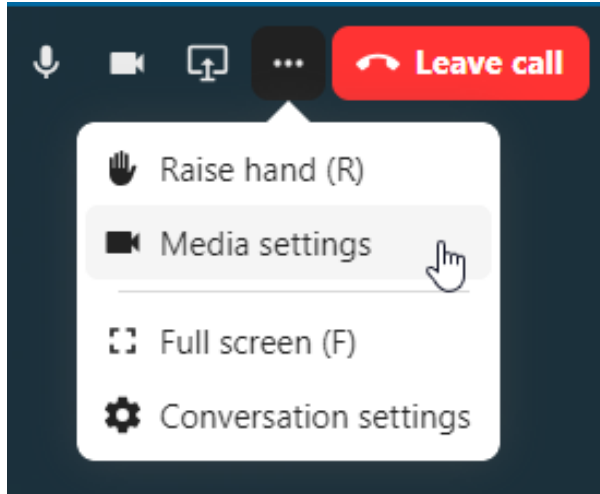 Leave call
Raise hand (R)
Media settings
Full screen (F)
Conversation settings